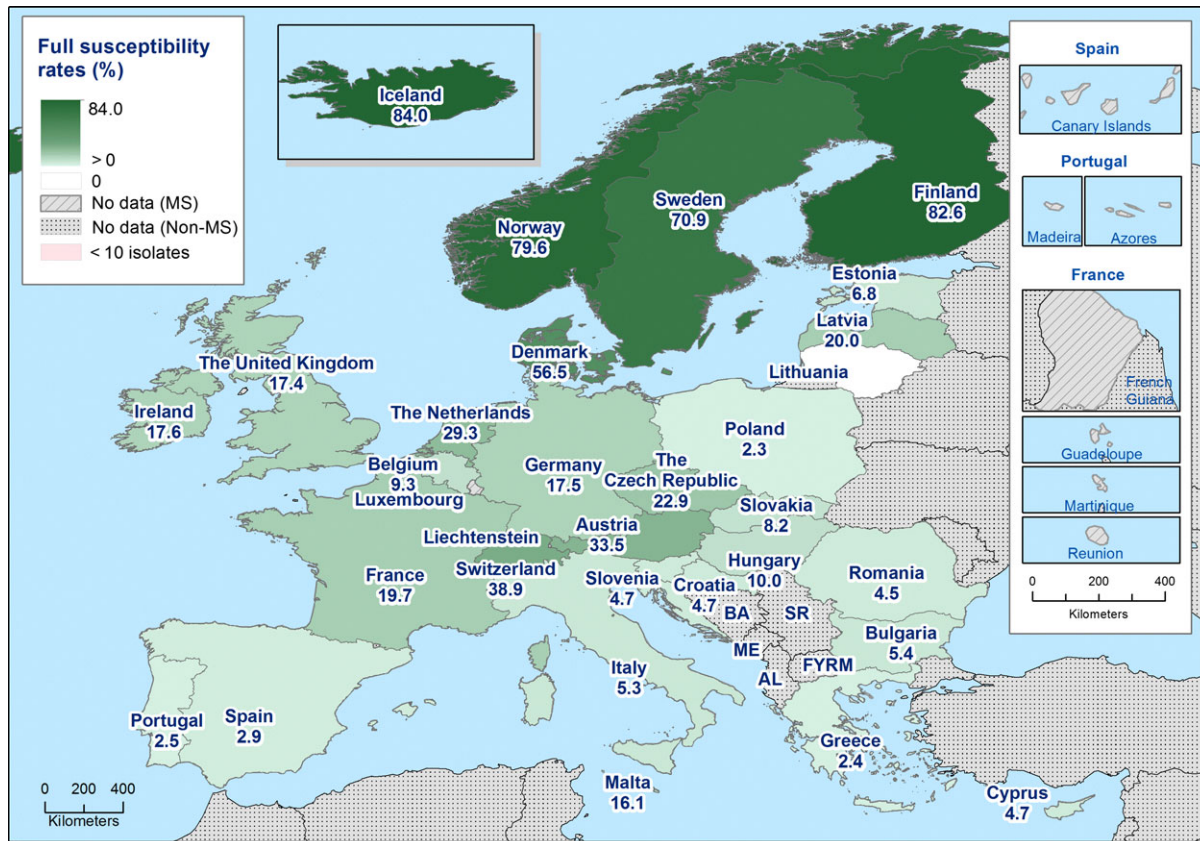 Full susceptibility
rates (%)
84.0
> 0
0
No data (MS)
No data (Non-MS)
< 10 isolates
Iceland
84.0
Norway
79.6
Sweden
70.9
Finland
82.6
Estonia
6.8
Latvia
20.0
Lithuania
Denmark
56.5
The United Kingdom
17.4
Ireland
17.6
The Netherlands
29.3
Belgium
9.3
Luxembourg
Germany
17.5
Poland
2.3
The
Czech Republic
22.9
Slovakia
8.2
Austria
33.5
Liechtenstein
Switzerland
38.9
France
19.7
Hungary
10.0
Slovenia
4.7
Croatia
4.7
Romania
4.5
Bulgaria
5.4
BA
SR
ME
AL
FYRM
Italy
5.3
Portugal
2.5
Spain
2.9
Greece
2.4
Malta
16.1
Cyprus
4.7
0 200 400
Kilometers
Spain
Canary Islands
Portugal
Madeira
Azores
France
French
Guiana
Guadeloupe
Martinique
Reunion
0 200 400
Kilometers